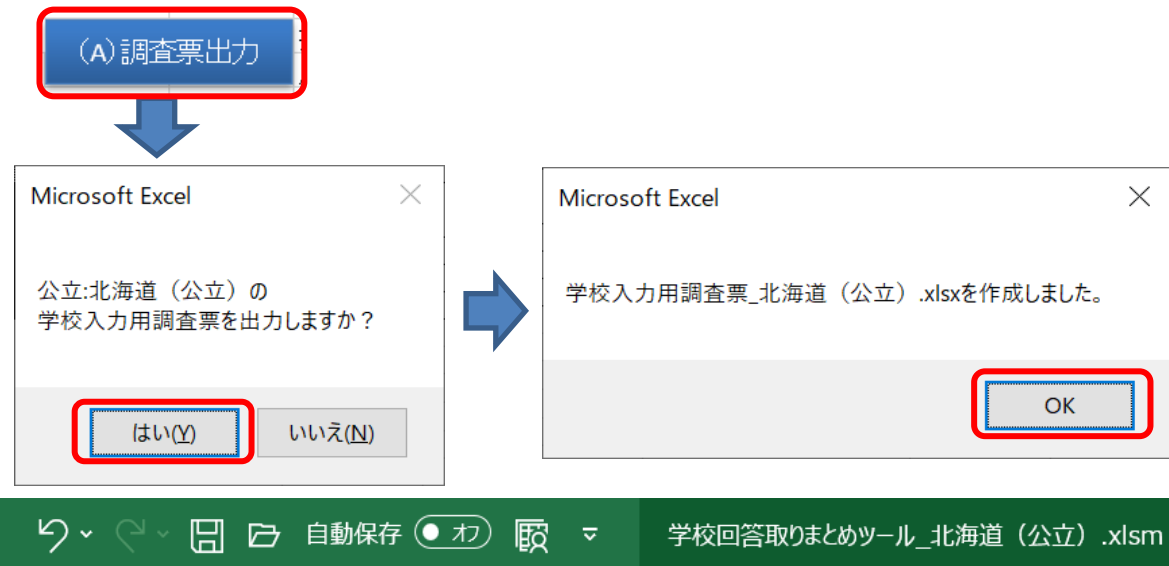 （A）調査票出力
Microsoft Excel
公立:北海道（公立）の
学校入力用調査票を出力しますか？
はい(Y)
いいえ(N)
Microsoft Excel
学校入力用調査票_北海道（公立）.xlsxを作成しました。
OK
自動保存 オフ 学校回答取りまとめツール_北海道（公立）.xlsm